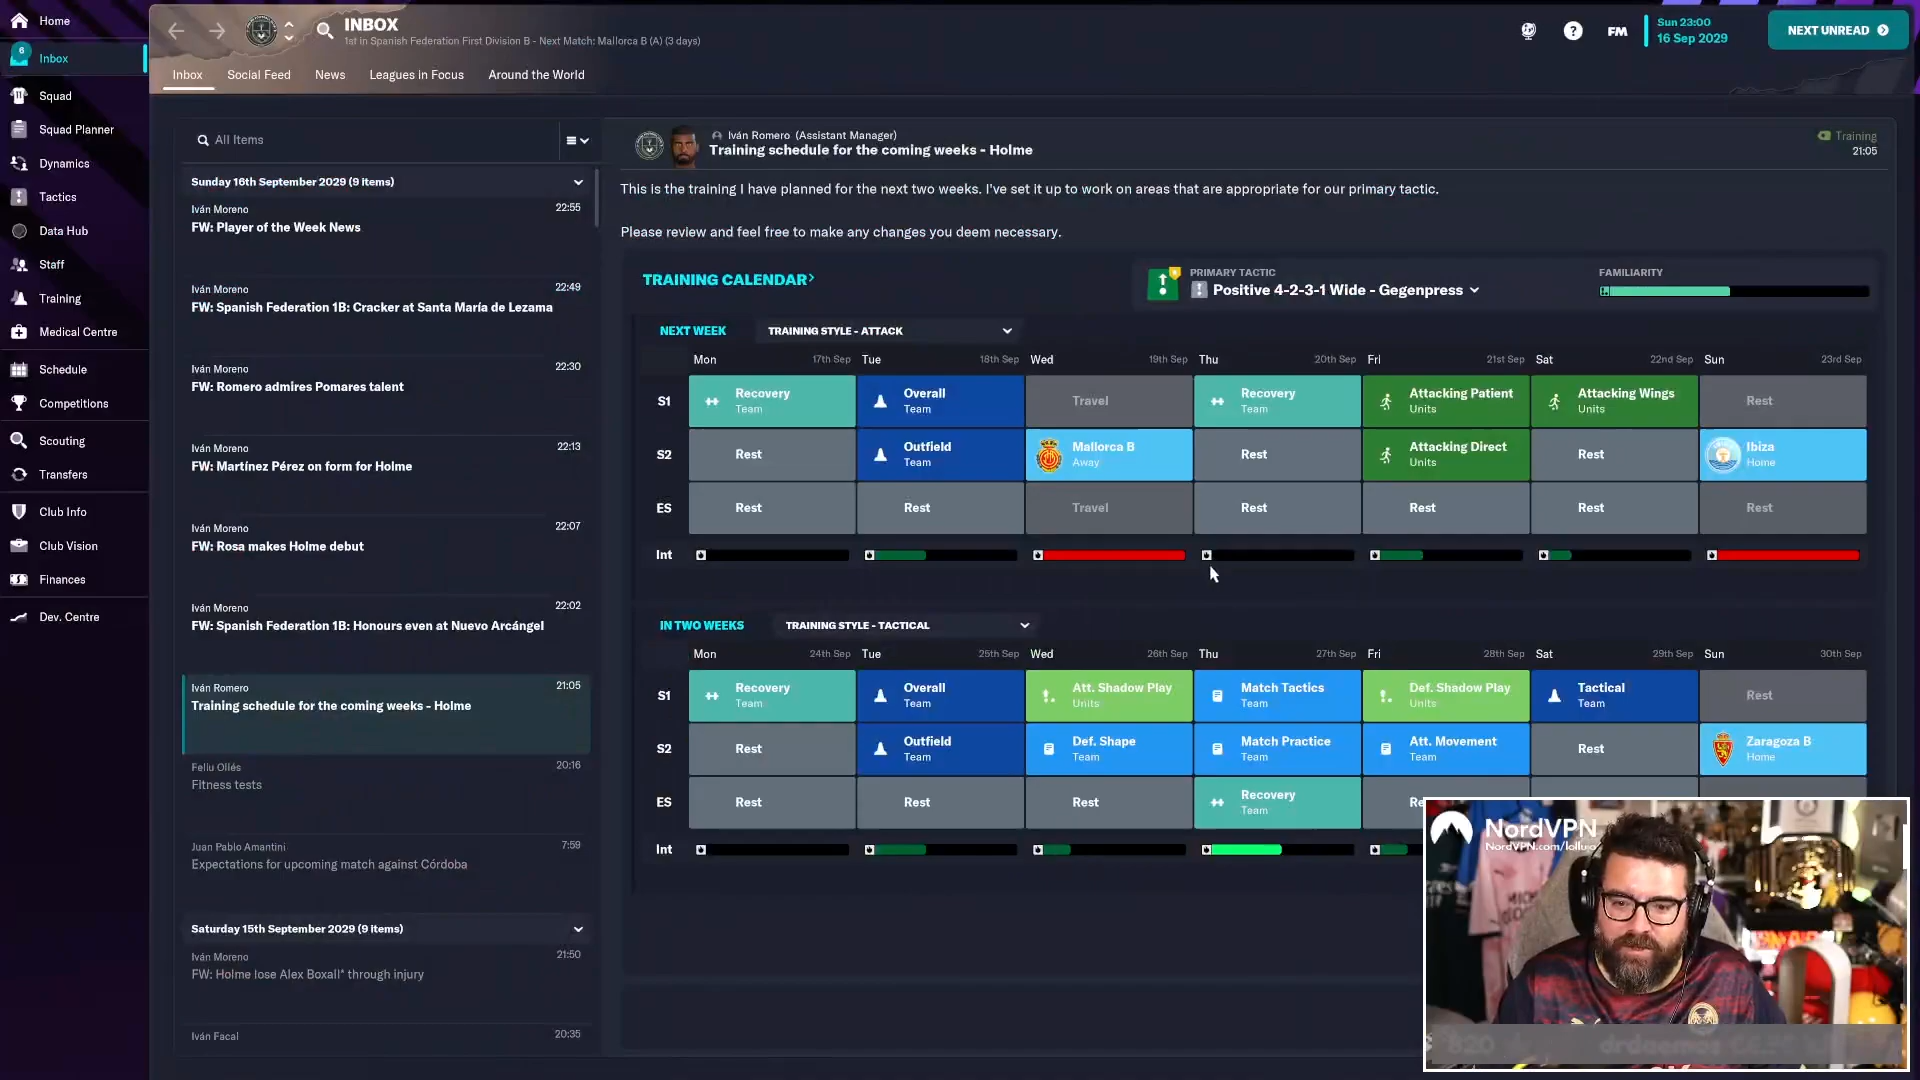 Home
6
Inbox
Squad
Squad Planner
Dynamics
Tactics
Data Hub
Staff
Training
Medical Centre
Schedule
Competitions
Scouting
Transfers
Club Info
Club Vision
Finances
Dev. Centre
INBOX
1st in Spanish Federation First Division B - Next Match: Mallorca B (A) (3 days)
?
FM
Sun 23:00
16 Sep 2029
NEXT UNREAD
Inbox Social Feed News Leagues in Focus Around the World
All Items
Sunday 16th September 2029 (9 items)
Iván Moreno 22:55
FW: Player of the Week News
Iván Moreno 22:49
FW: Spanish Federation 1B: Cracker at Santa María de Lezama
Iván Moreno 22:30
FW: Romero admires Pomares talent
Iván Moreno 22:13
FW: Martínez Pérez on form for Holme
Iván Moreno 22:07
FW: Rosa makes Holme debut
Iván Moreno 22:02
FW: Spanish Federation 1B: Honours even at Nuevo Arcángel
Iván Romero 21:05
Training schedule for the coming weeks - Holme
Feliu Ollés 20:16
Fitness tests
Juan Pablo Amantini 7:59
Expectations for upcoming match against Córdoba
Saturday 15th September 2029 (9 items)
Iván Moreno 21:50
FW: Holme lose Alex Boxall* through injury
Iván Facal 20:35
Iván Romero (Assistant Manager)
Training schedule for the coming weeks - Holme
Training
21:05
This is the training I have planned for the next two weeks. I've set it up to work on areas that are appropriate for our primary tactic.
Please review and feel free to make any changes you deem necessary.
TRAINING CALENDAR>
PRIMARY TACTIC
Positive 4-2-3-1 Wide - Gegenpress
FAMILIARITY
NEXT WEEK TRAINING STYLE - ATTACK
Mon 17th Sep Tue 18th Sep Wed 19th Sep Thu 20th Sep Fri 21st Sep Sat 22nd Sep Sun 23rd Sep
S1 Recovery Team Overall Team Travel Recovery Team Attacking Patient Units Attacking Wings Units Rest
S2 Rest Outfield Team Mallorca B Away Rest Attacking Direct Units Rest Ibiza Home
ES Rest Rest Travel Rest Rest Rest Rest
Int
IN TWO WEEKS TRAINING STYLE - TACTICAL
Mon 24th Sep Tue 25th Sep Wed 26th Sep Thu 27th Sep Fri 28th Sep Sat 29th Sep Sun 30th Sep
S1 Recovery Team Overall Team Att. Shadow Play Units Match Tactics Team Def. Shadow Play Units Tactical Team Rest
S2 Rest Outfield Team Def. Shape Team Match Practice Team Att. Movement Team Rest Zaragoza B Home
ES Rest Rest Rest Recovery Team Re
Int
NordVPN
NordVPN.com/lollujo